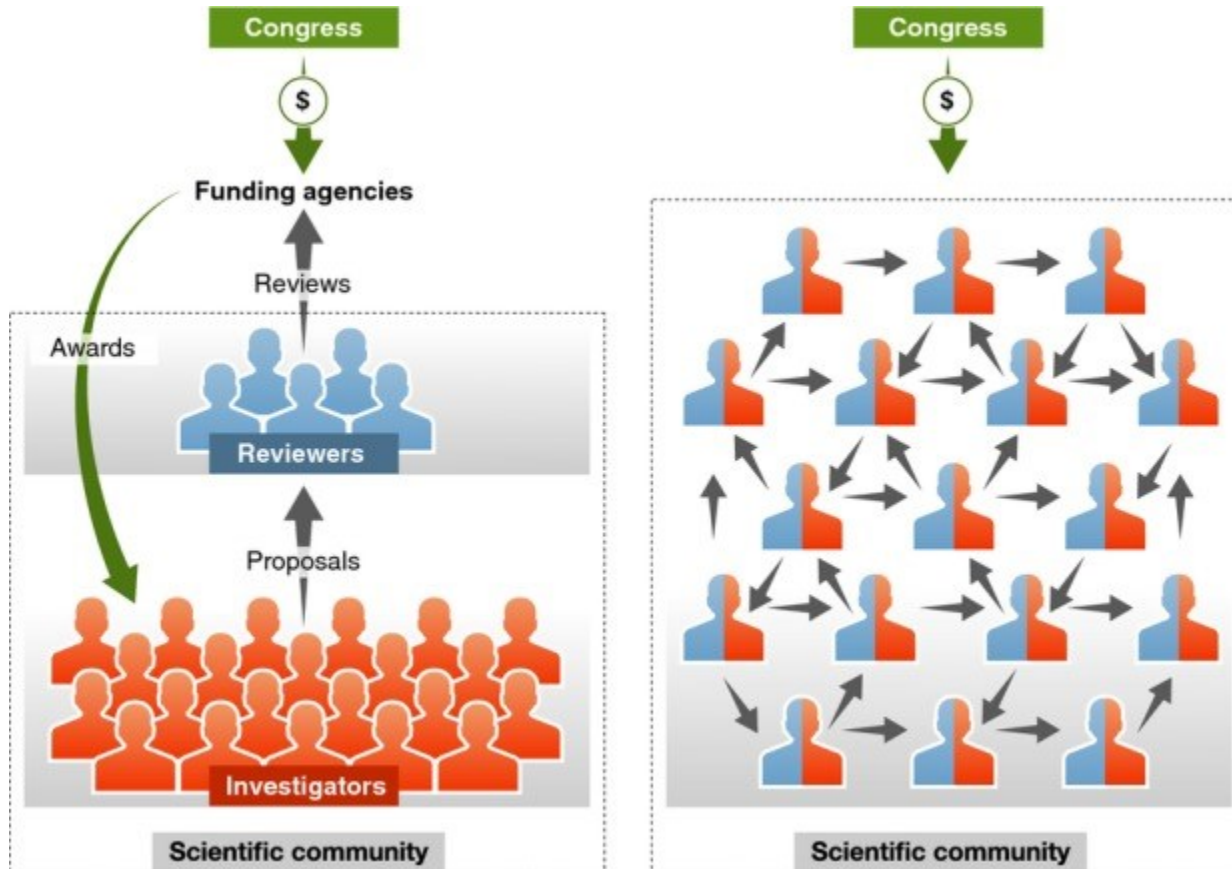 Congress
$
Funding agencies
Reviews
Awards
Reviewers
Proposals
Investigators
Scientific community
Congress
$
Scientific community